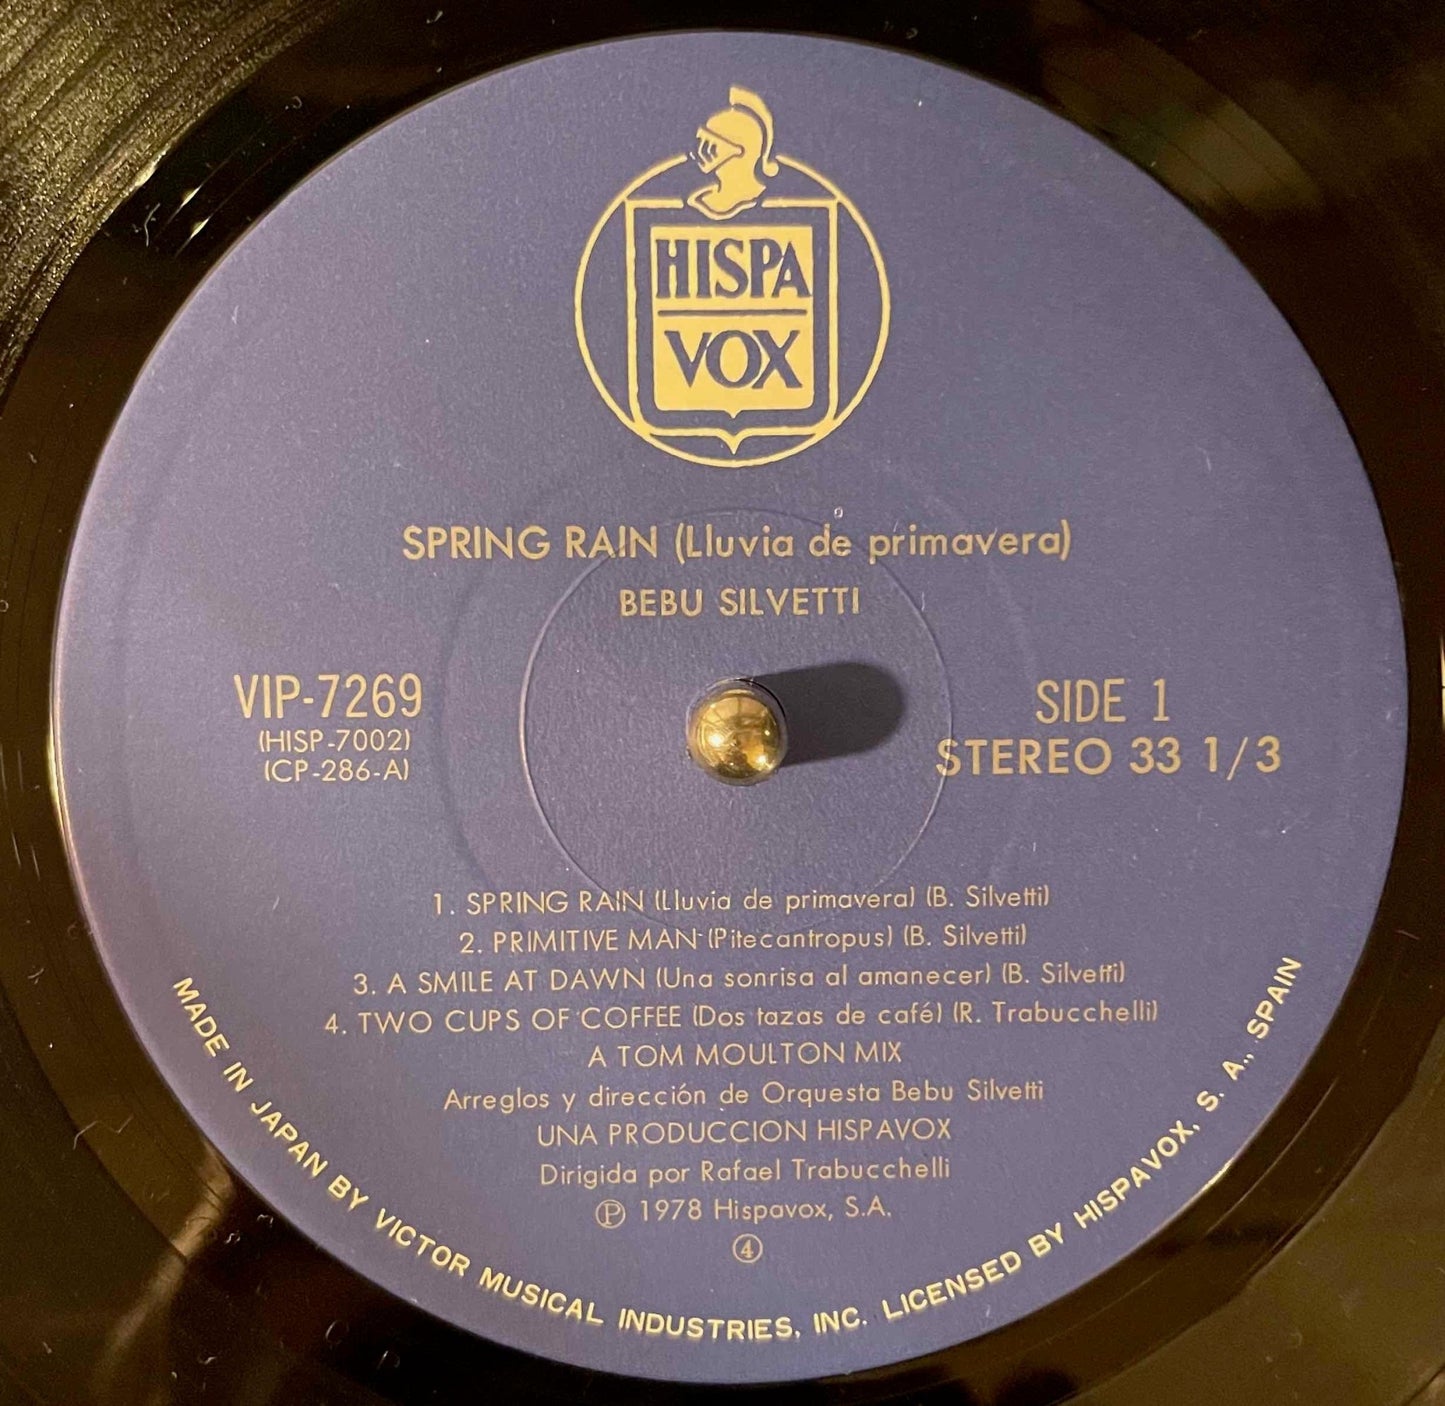 HISPA
VOX
SPRING RAIN (Lluvia de primavera)
BEBU SILVETTI
VIP-7269
(HISP-7002)
(CP-286-A)
SIDE 1
STEREO 33 1/3
1. SPRING RAIN (Lluvia de primavera) (B. Silvetti)
2. PRIMITIVE MAN (Pitecantropus) (B. Silvetti)
3. A SMILE AT DAWN (Una sonrisa al amanecer) (B. Silvetti)
4. TWO CUPS OF COFFEE (Dos tazas de café) (R. Trabucchelli)
A TOM MOULTON MIX
Arreglos y dirección de Orquesta Bebu Silvetti
UNA PRODUCCION HISPAVOX
Dirigida por Rafael Trabucchelli
Ⓟ 1978 Hispavox, S.A.
④
MADE IN JAPAN BY VICTOR MUSICAL INDUSTRIES, INC. LICENSED BY HISPAVOX, S. A., SPAIN